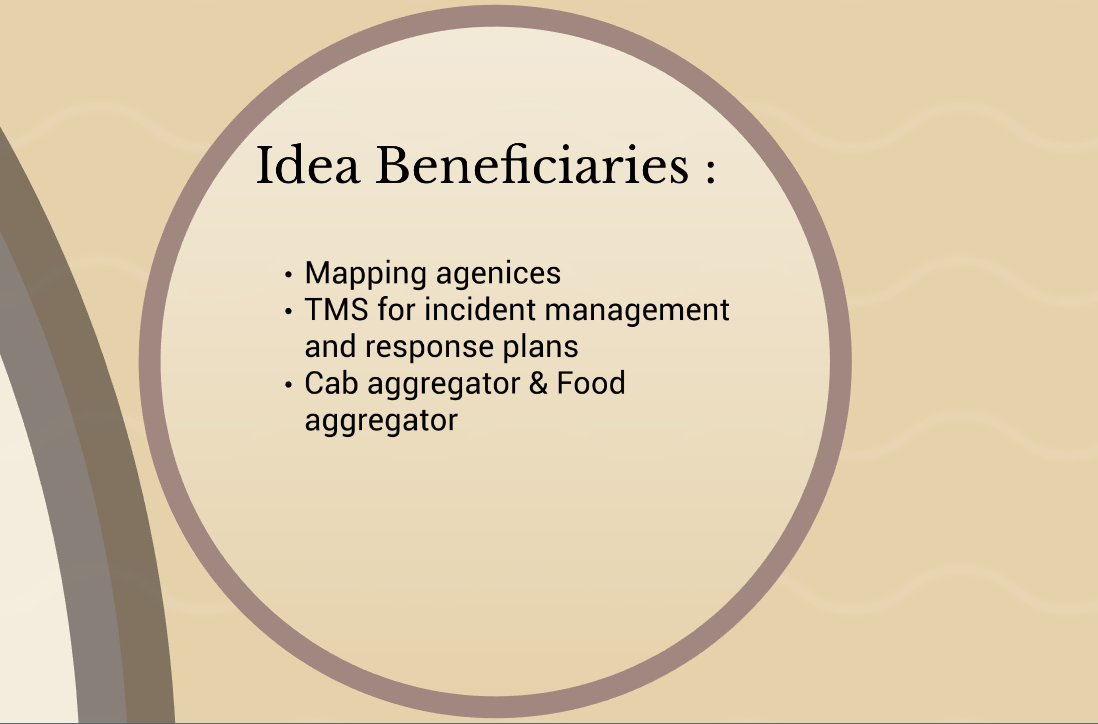 Idea Beneficiaries :
• Mapping agenices
• TMS for incident management
and response plans
• Cab aggregator & Food
aggregator